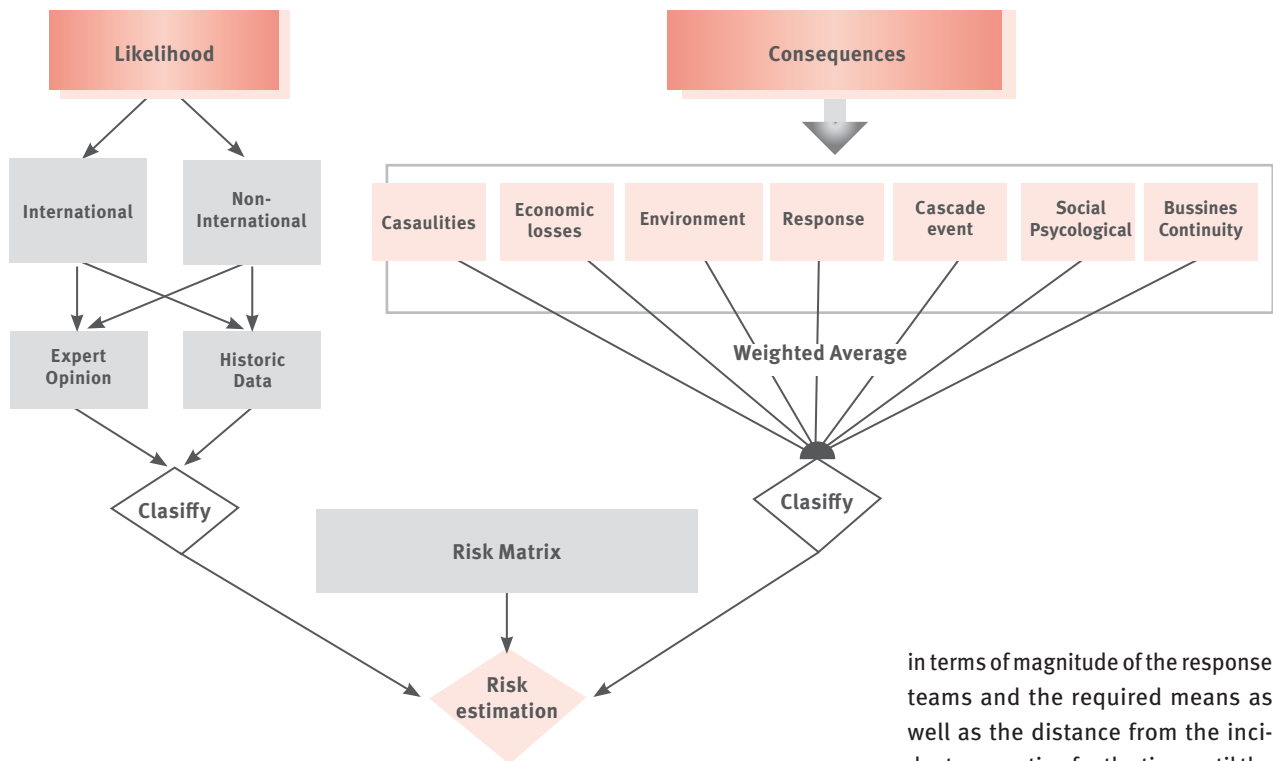 Likelihood
Consequences
International
Non-
International
Casaulities
Economic
losses
Environment
Response
Cascade
event
Social
Psycological
Bussines
Continuity
Expert
Opinion
Historic
Data
Weighted Average
Clasiffy
Clasiffy
Risk Matrix
Risk
estimation
in terms of magnitude of the response
teams and the required means as
well as the distance from the inci-